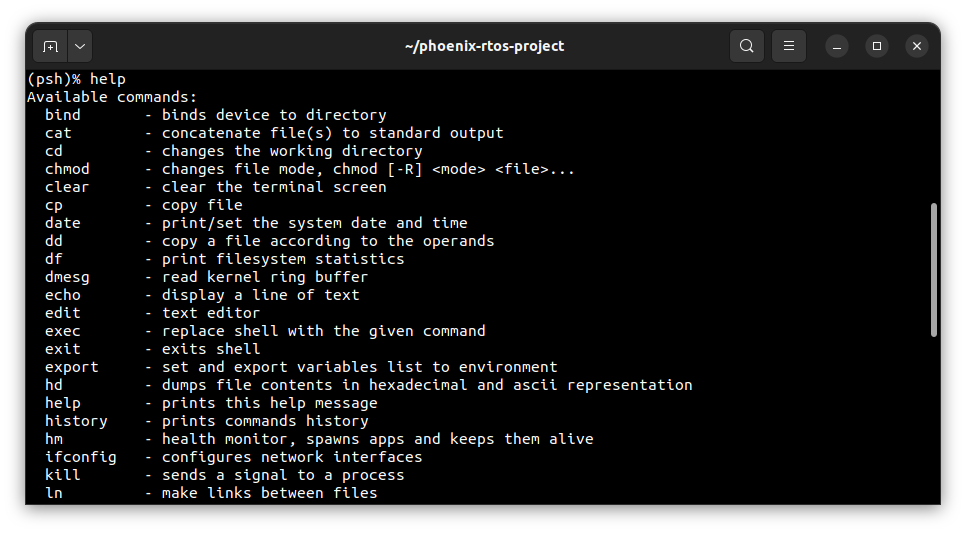 ~/phoenix-rtos-project
(psh)% help
Available commands:
  bind       - binds device to directory
  cat        - concatenate file(s) to standard output
  cd         - changes the working directory
  chmod      - changes file mode, chmod [-R] <mode> <file>...
  clear      - clear the terminal screen
  cp         - copy file
  date       - print/set the system date and time
  dd         - copy a file according to the operands
  df         - print filesystem statistics
  dmesg      - read kernel ring buffer
  echo       - display a line of text
  edit       - text editor
  exec       - replace shell with the given command
  exit       - exits shell
  export     - set and export variables list to environment
  hd         - dumps file contents in hexadecimal and ascii representation
  help       - prints this help message
  history    - prints commands history
  hm         - health monitor, spawns apps and keeps them alive
  ifconfig   - configures network interfaces
  kill       - sends a signal to a process
  ln         - make links between files